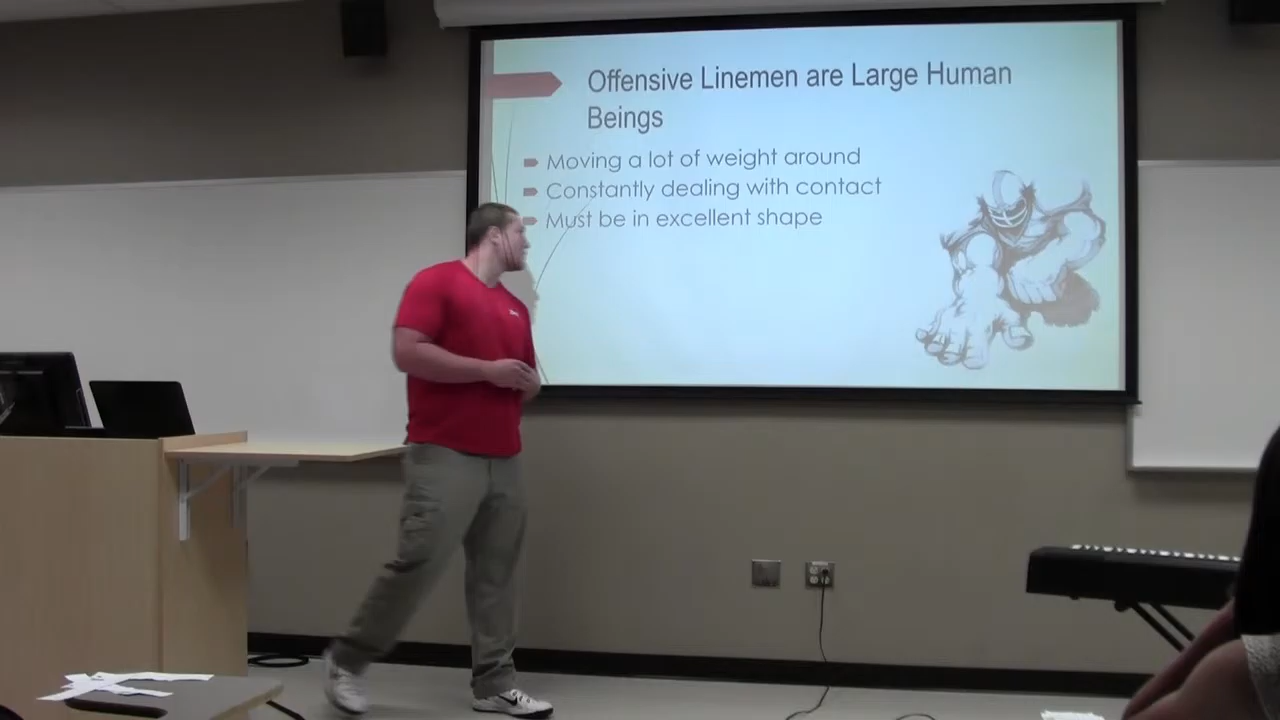 Offensive Linemen are Large Human
Beings
Moving a lot of weight around
Constantly dealing with contact
Must be in excellent shape